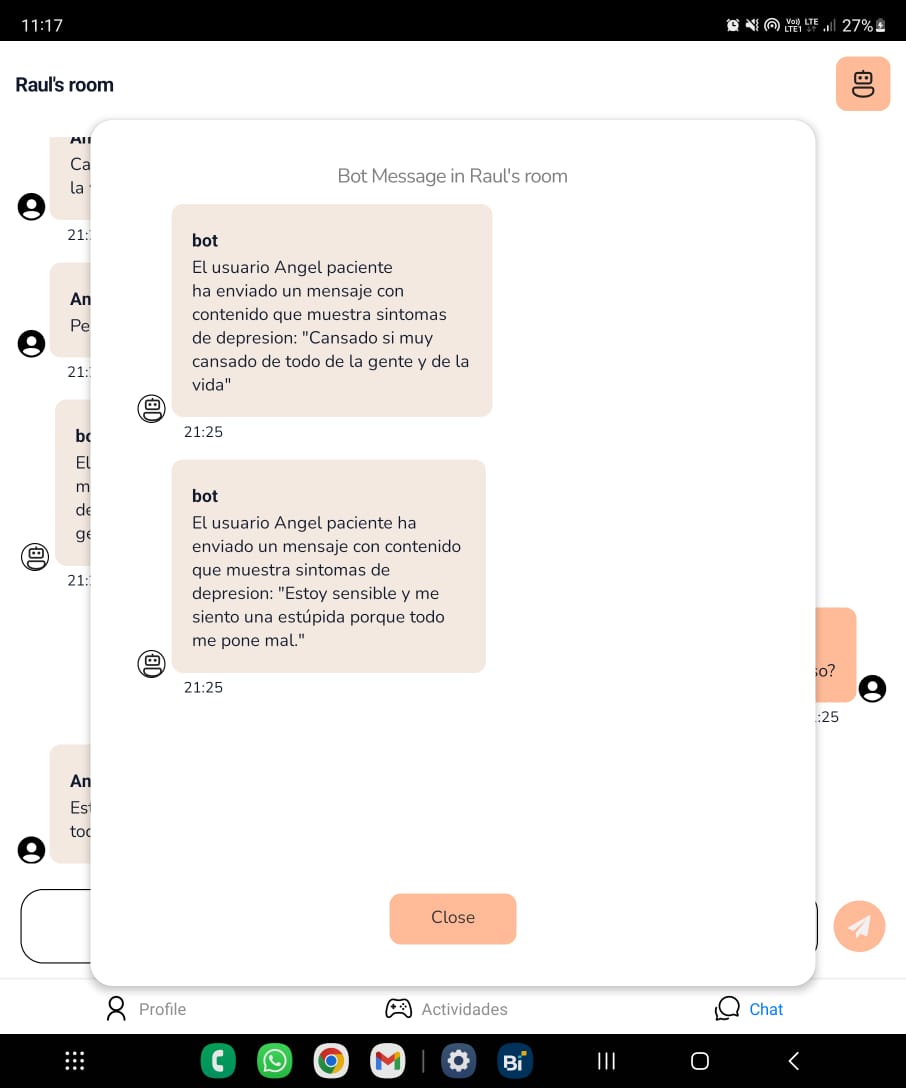 11:17
Vo) LTE
LTE1
27%
Raul's room
Ca
la
21:
An
Pe
21:
bo
El
m
de
ge
21:
An
Est
too
Bot Message in Raul's room
bot
El usuario Angel paciente
ha enviado un mensaje con
contenido que muestra sintomas
de depresion: "Cansado si muy
cansado de todo de la gente y de la
vida"
21:25
bot
El usuario Angel paciente ha
enviado un mensaje con contenido
que muestra sintomas de
depresion: "Estoy sensible y me
siento una estúpida porque todo
me pone mal."
21:25
so?
:25
Close
Profile
Actividades
Chat
Bi